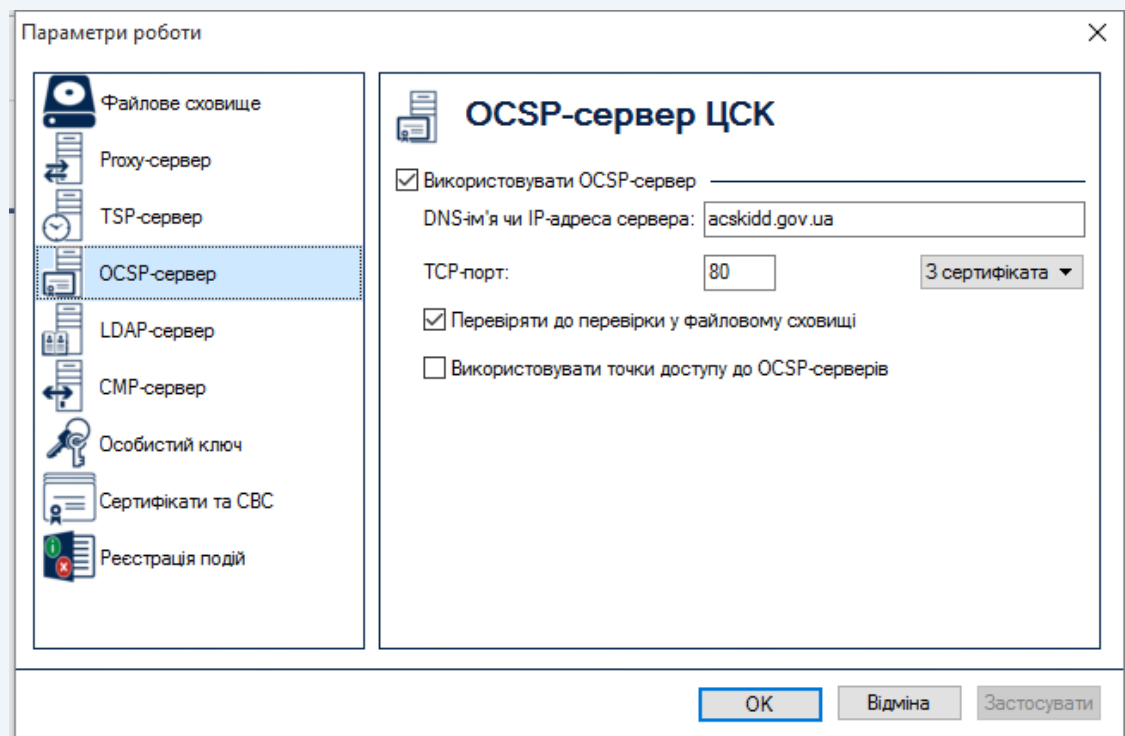 Параметри роботи
Файлове сховище
Proxy-сервер
TSP-сервер
OCSP-сервер
LDAP-сервер
CMP-сервер
Особистий ключ
Сертифікати та СВС
Реєстрація подій
OCSP-сервер ЦСК
Використовувати OCSP-сервер
DNS-ім'я чи IP-адреса сервера: acskidd.gov.ua
TCP-порт: 80 З сертифіката
Перевіряти до перевірки у файловому сховищі
Використовувати точки доступу до OCSP-серверів
OK Відміна Застосувати